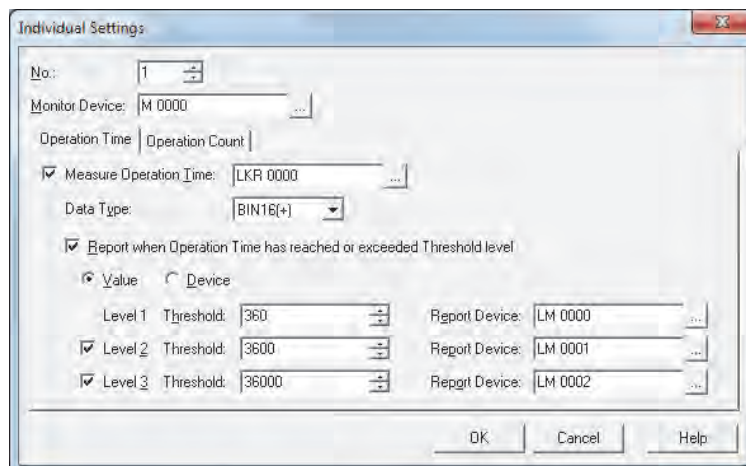 Individual Settings
No.: 1
Monitor Device: M 0000 ...
Operation Time Operation Count
Measure Operation Time: LKR 0000 ...
Data Type: BIN16(+)
Report when Operation Time has reached or exceeded Threshold level
Value Device
Level 1 Threshold: 360 Report Device: LM 0000 ...
Level 2 Threshold: 3600 Report Device: LM 0001 ...
Level 3 Threshold: 36000 Report Device: LM 0002 ...
OK Cancel Help